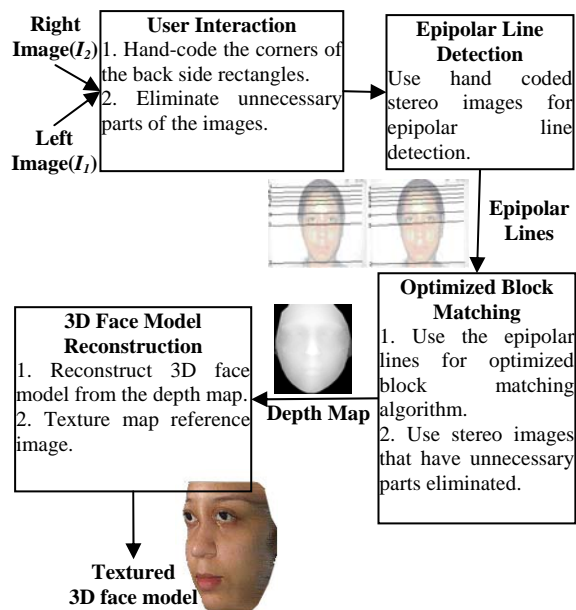 Right
Image(I₂)
Left
Image(I₁)
User Interaction
1. Hand-code the corners of
the back side rectangles.
2. Eliminate unnecessary
parts of the images.
Epipolar Line
Detection
Use hand coded
stereo images for
epipolar line
detection.
Epipolar
Lines
Optimized Block
Matching
1. Use the epipolar
lines for optimized
block matching
algorithm.
2. Use stereo images
that have unnecessary
parts eliminated.
Depth Map
3D Face Model
Reconstruction
1. Reconstruct 3D face
model from the depth map.
2. Texture map reference
image.
Textured
3D face model